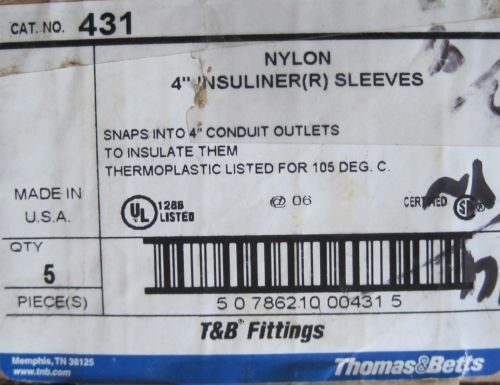 CAT. NO. 431
NYLON
4" INSULINER(R) SLEEVES
SNAPS INTO 4" CONDUIT OUTLETS
TO INSULATE THEM
THERMOPLASTIC LISTED FOR 105 DEG. C.
MADE IN
U.S.A.
UL 128B
LISTED
@ 06
CERTIFIED
QTY
5
PIECE(S)
5 0 786210 00431 5
T&B® Fittings
Memphis, TN 38125
www.tnb.com
Thomas&Betts